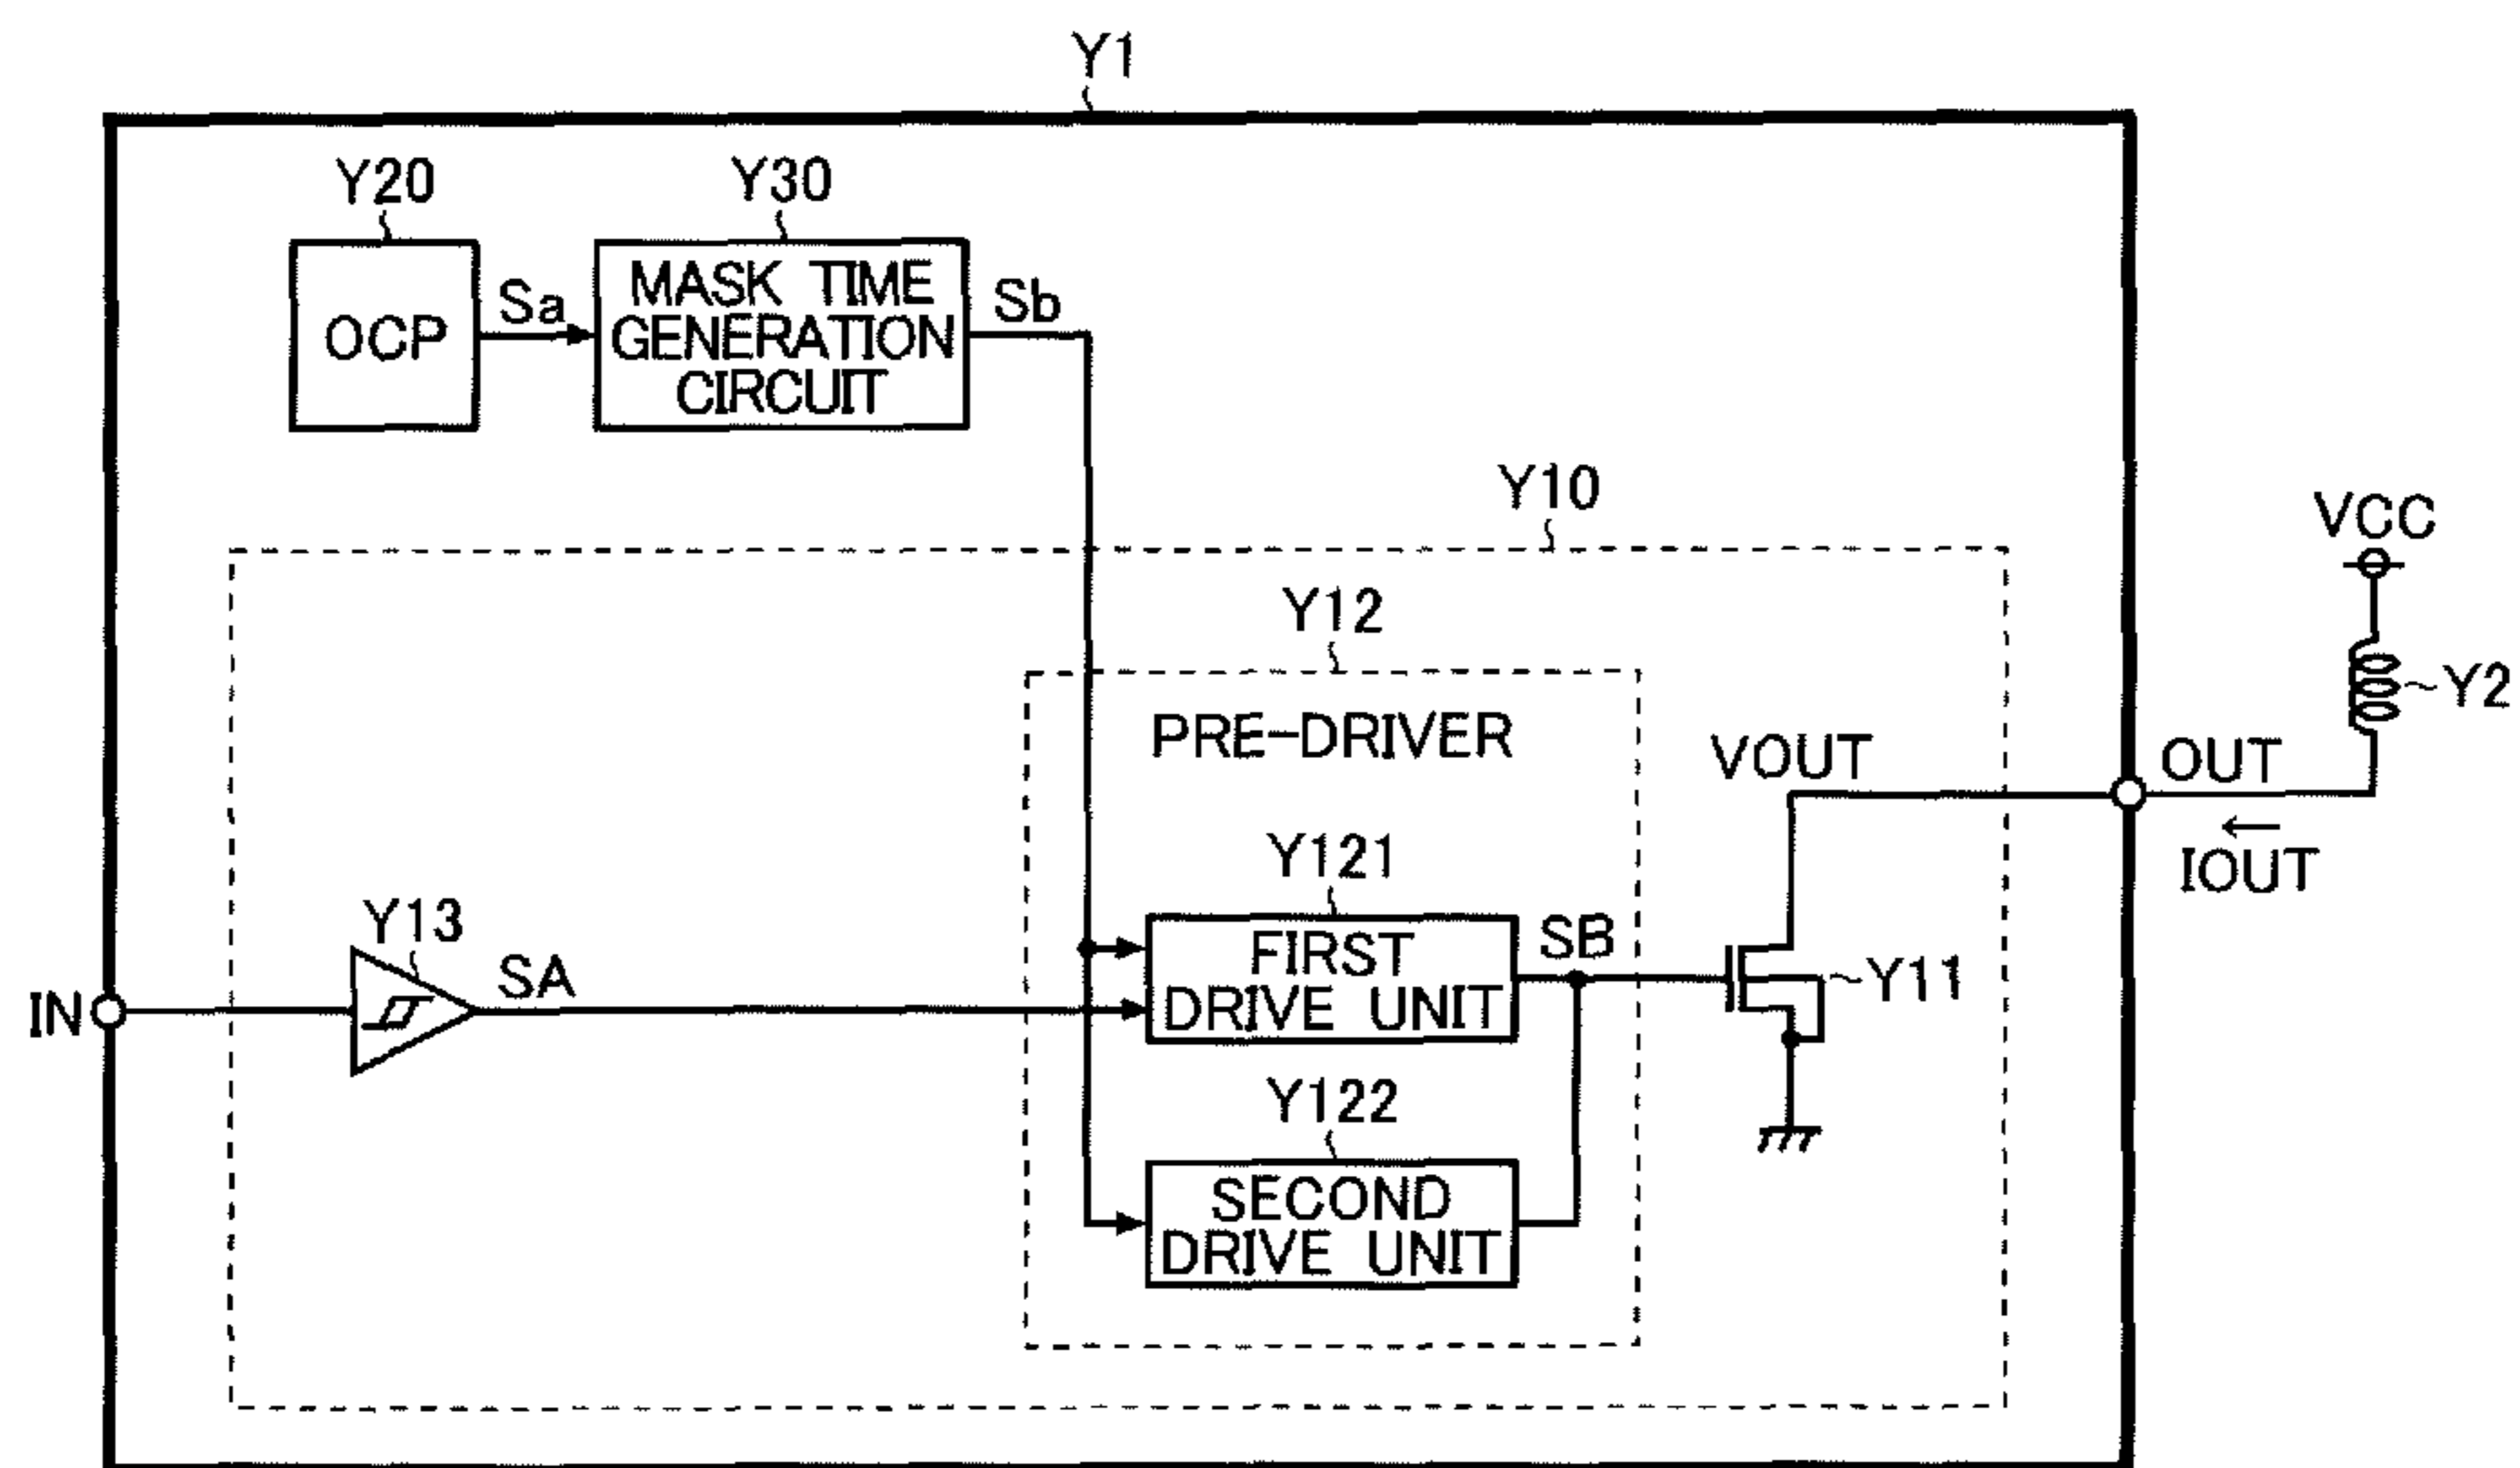 Y1
Y20
Y30
OCP
Sa
MASK TIME
GENERATION
CIRCUIT
Sb
Y10
VCC
Y12
PRE-DRIVER
Y2
VOUT
OUT
IOUT
Y121
Y13
SA
FIRST
DRIVE UNIT
SB
Y11
IN
Y122
SECOND
DRIVE UNIT